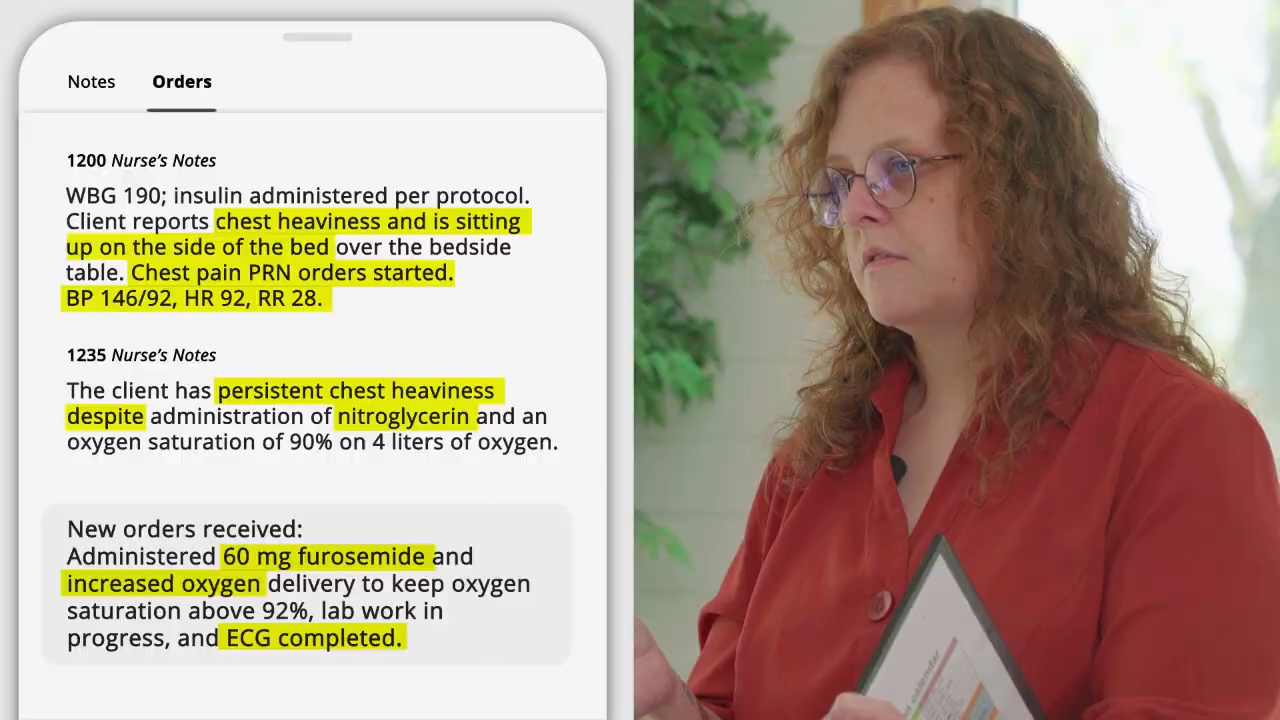 Notes Orders
1200 Nurse's Notes
WBG 190; insulin administered per protocol.
Client reports chest heaviness and is sitting
up on the side of the bed over the bedside
table. Chest pain PRN orders started.
BP 146/92, HR 92, RR 28.
1235 Nurse's Notes
The client has persistent chest heaviness
despite administration of nitroglycerin and an
oxygen saturation of 90% on 4 liters of oxygen.
New orders received:
Administered 60 mg furosemide and
increased oxygen delivery to keep oxygen
saturation above 92%, lab work in
progress, and ECG completed.
calendar